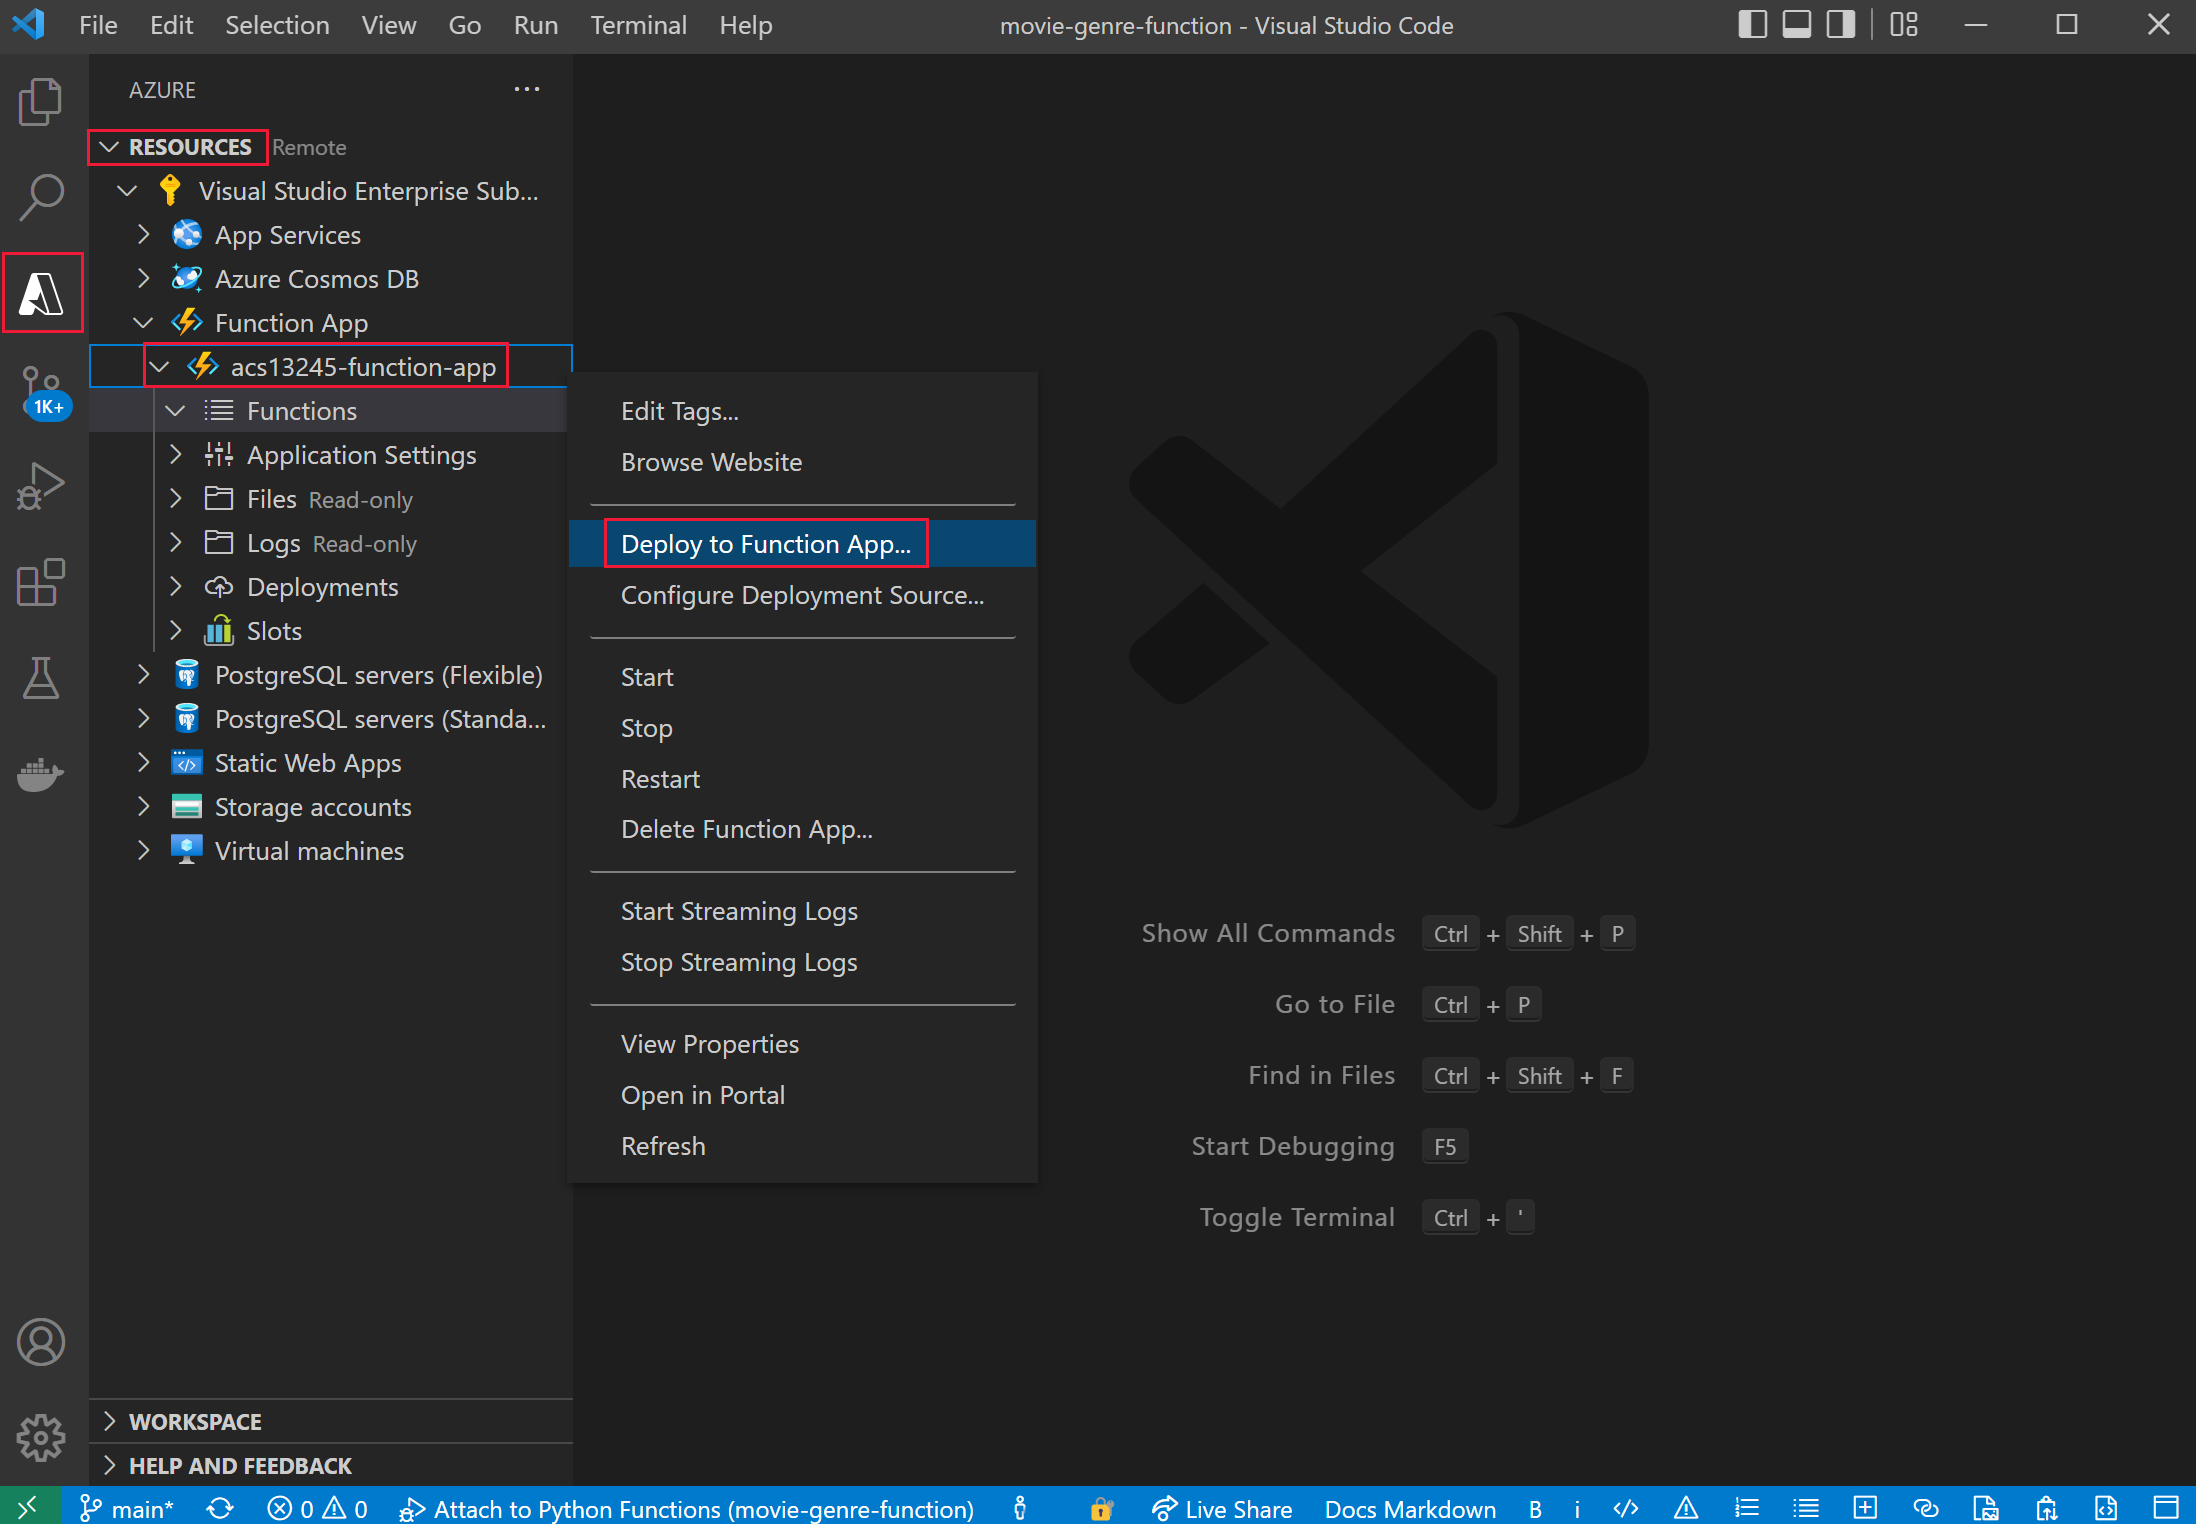 File Edit Selection View Go Run Terminal Help movie-genre-function - Visual Studio Code
AZURE ···
RESOURCES Remote
Visual Studio Enterprise Sub...
App Services
Azure Cosmos DB
Function App
acs13245-function-app
Functions
Application Settings
Files Read-only
Logs Read-only
Deployments
Slots
PostgreSQL servers (Flexible)
PostgreSQL servers (Standa...
Static Web Apps
Storage accounts
Virtual machines
1K+
Edit Tags...
Browse Website
Deploy to Function App...
Configure Deployment Source...
Start
Stop
Restart
Delete Function App...
Start Streaming Logs
Stop Streaming Logs
View Properties
Open in Portal
Refresh
Show All Commands Ctrl + Shift + P
Go to File Ctrl + P
Find in Files Ctrl + Shift + F
Start Debugging F5
Toggle Terminal Ctrl + '
WORKSPACE
HELP AND FEEDBACK
main* 0 0 Attach to Python Functions (movie-genre-function) Live Share Docs Markdown B i